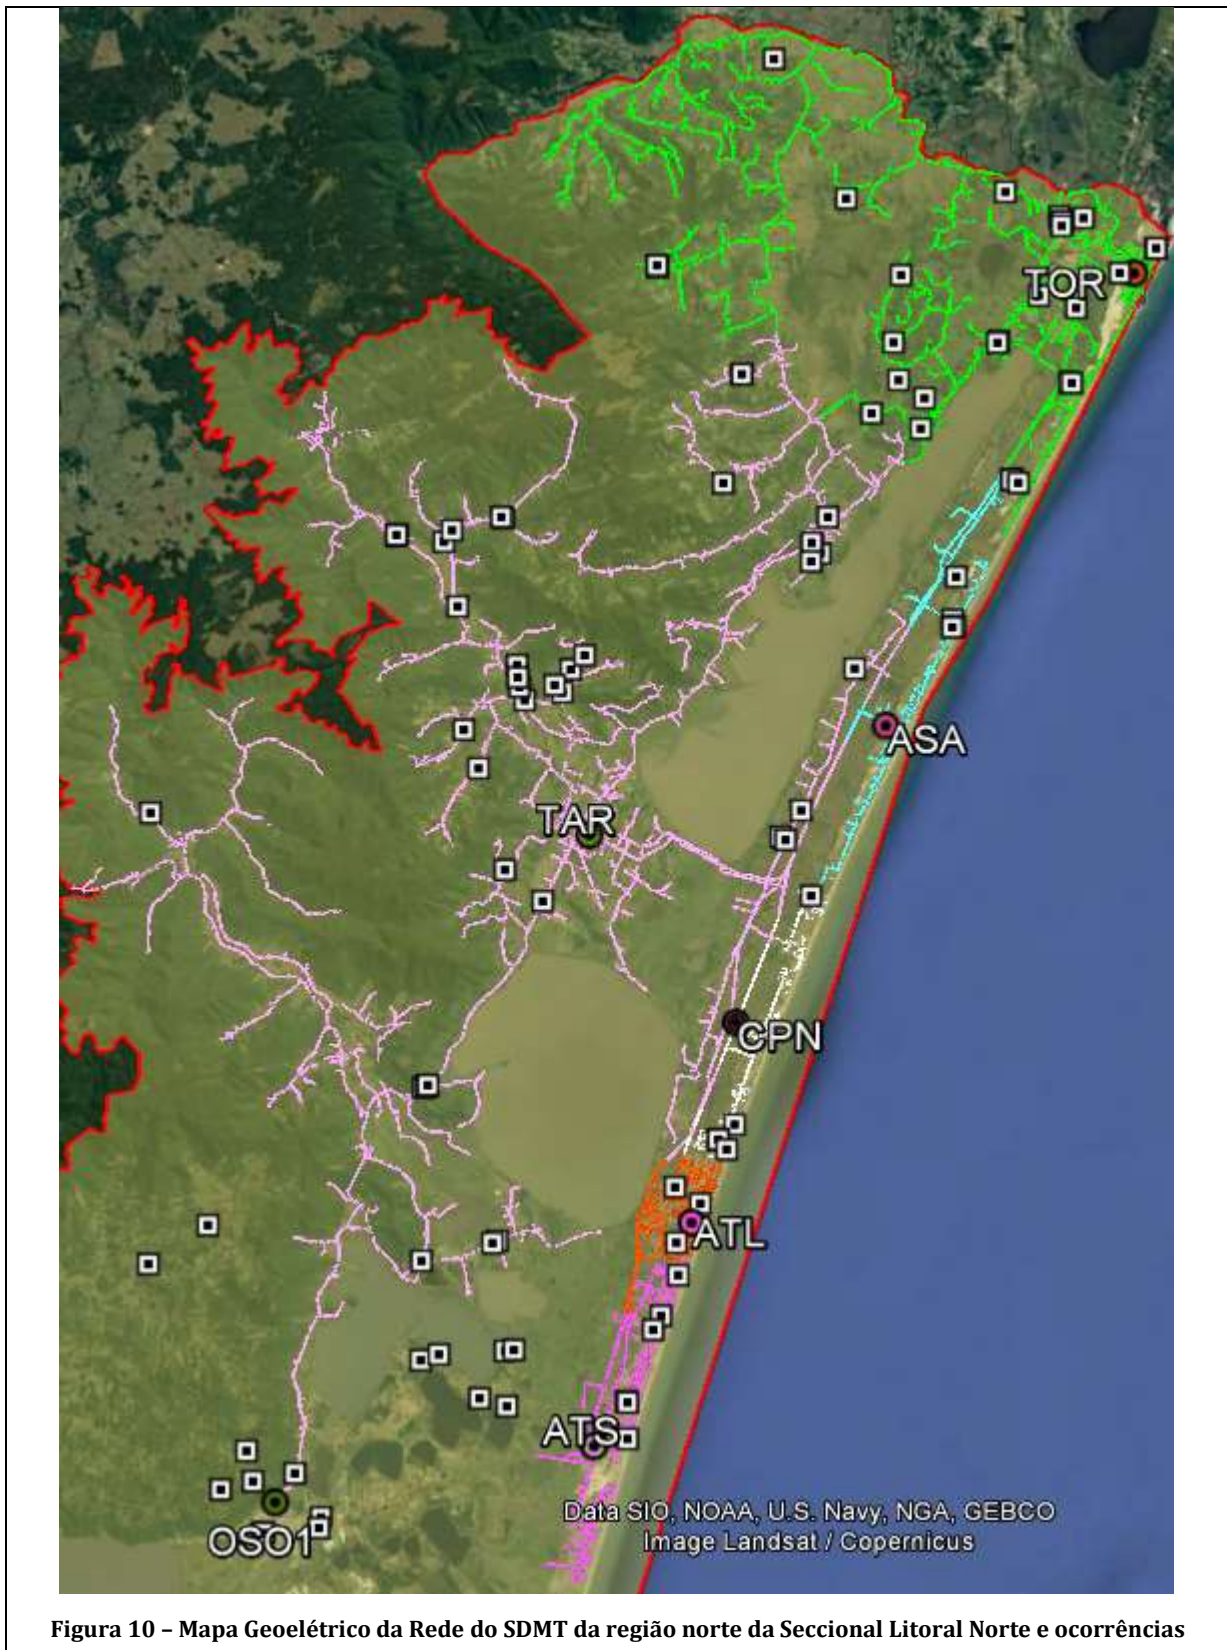 TOR
ASA
TAR
CPN
ATL
ATS
Data SIO, NOAA, U.S. Navy, NGA, GEBCO
OSO1
Image Landsat / Copernicus
Figura 10 – Mapa Geoelétrico da Rede do SDMT da região norte da Seccional Litoral Norte e ocorrências